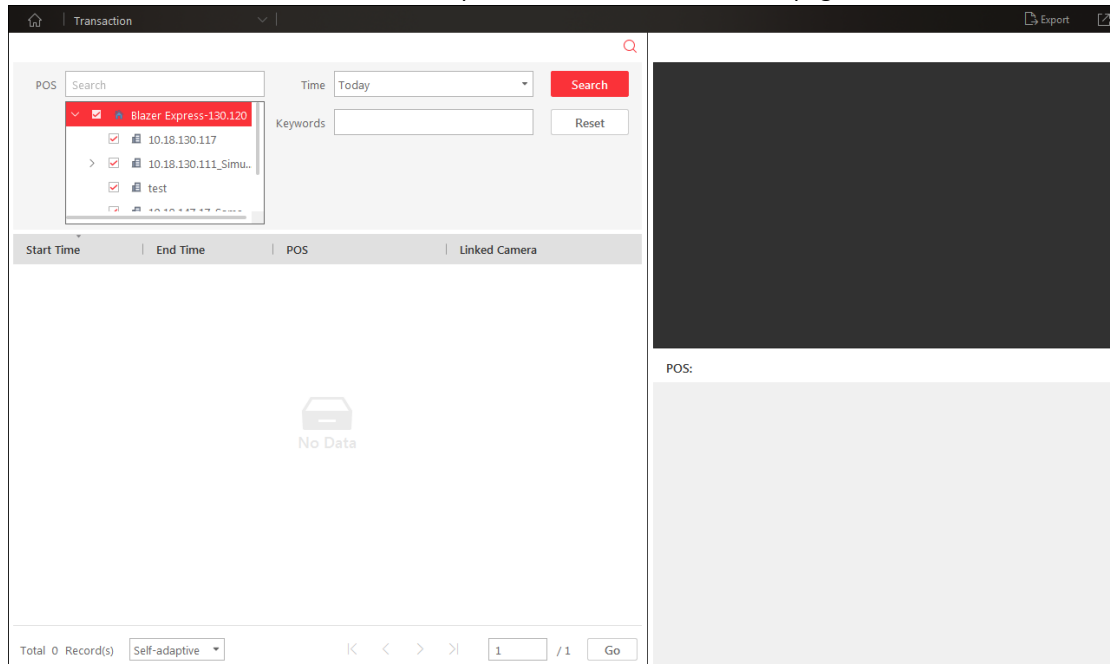 Transaction
Export
POS
Search
Time
Today
Search
Blazer Express-130.120
Keywords
Reset
10.18.130.117
10.18.130.111_Simu..
test
Start Time
End Time
POS
Linked Camera
POS:
No Data
Total 0 Record(s)
Self-adaptive
1
/ 1
Go